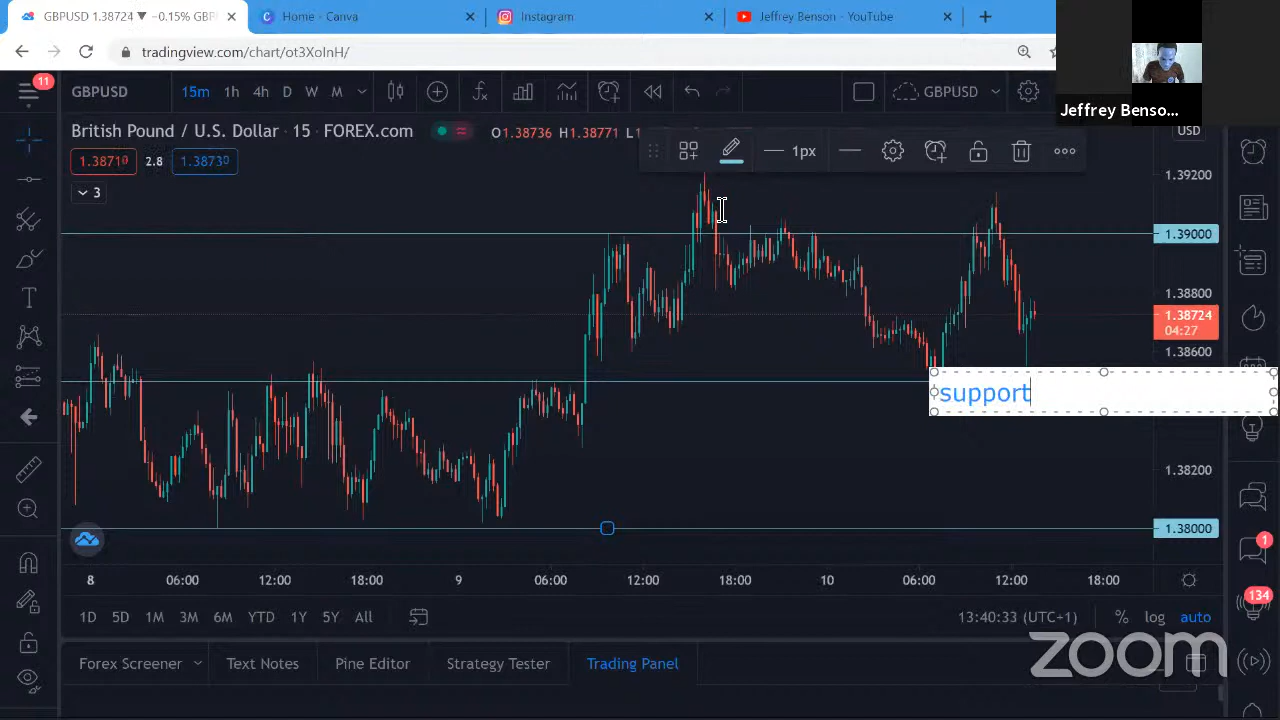 GBPUSD 1.38724 ▼ −0.15% GBP
Home - Canva
Instagram
Jeffrey Benson - YouTube
tradingview.com/chart/ot3XoInH/
Jeffrey Benso...
11
GBPUSD
15m 1h 4h D W M
GBPUSD
British Pound / U.S. Dollar · 15 · FOREX.com
O1.38736 H1.38771 L1
1px
USD
1.38710
2.8
1.38730
3
1.39200
1.39000
1.38800
1.38724
04:27
1.38600
support
1.38200
1.38000
8 06:00 12:00 18:00 9 06:00 12:00 18:00 10 06:00 12:00 18:00
1D 5D 1M 3M 6M YTD 1Y 5Y All
13:40:33 (UTC+1) % log auto
1
134
Forex Screener Text Notes Pine Editor Strategy Tester Trading Panel
zoom